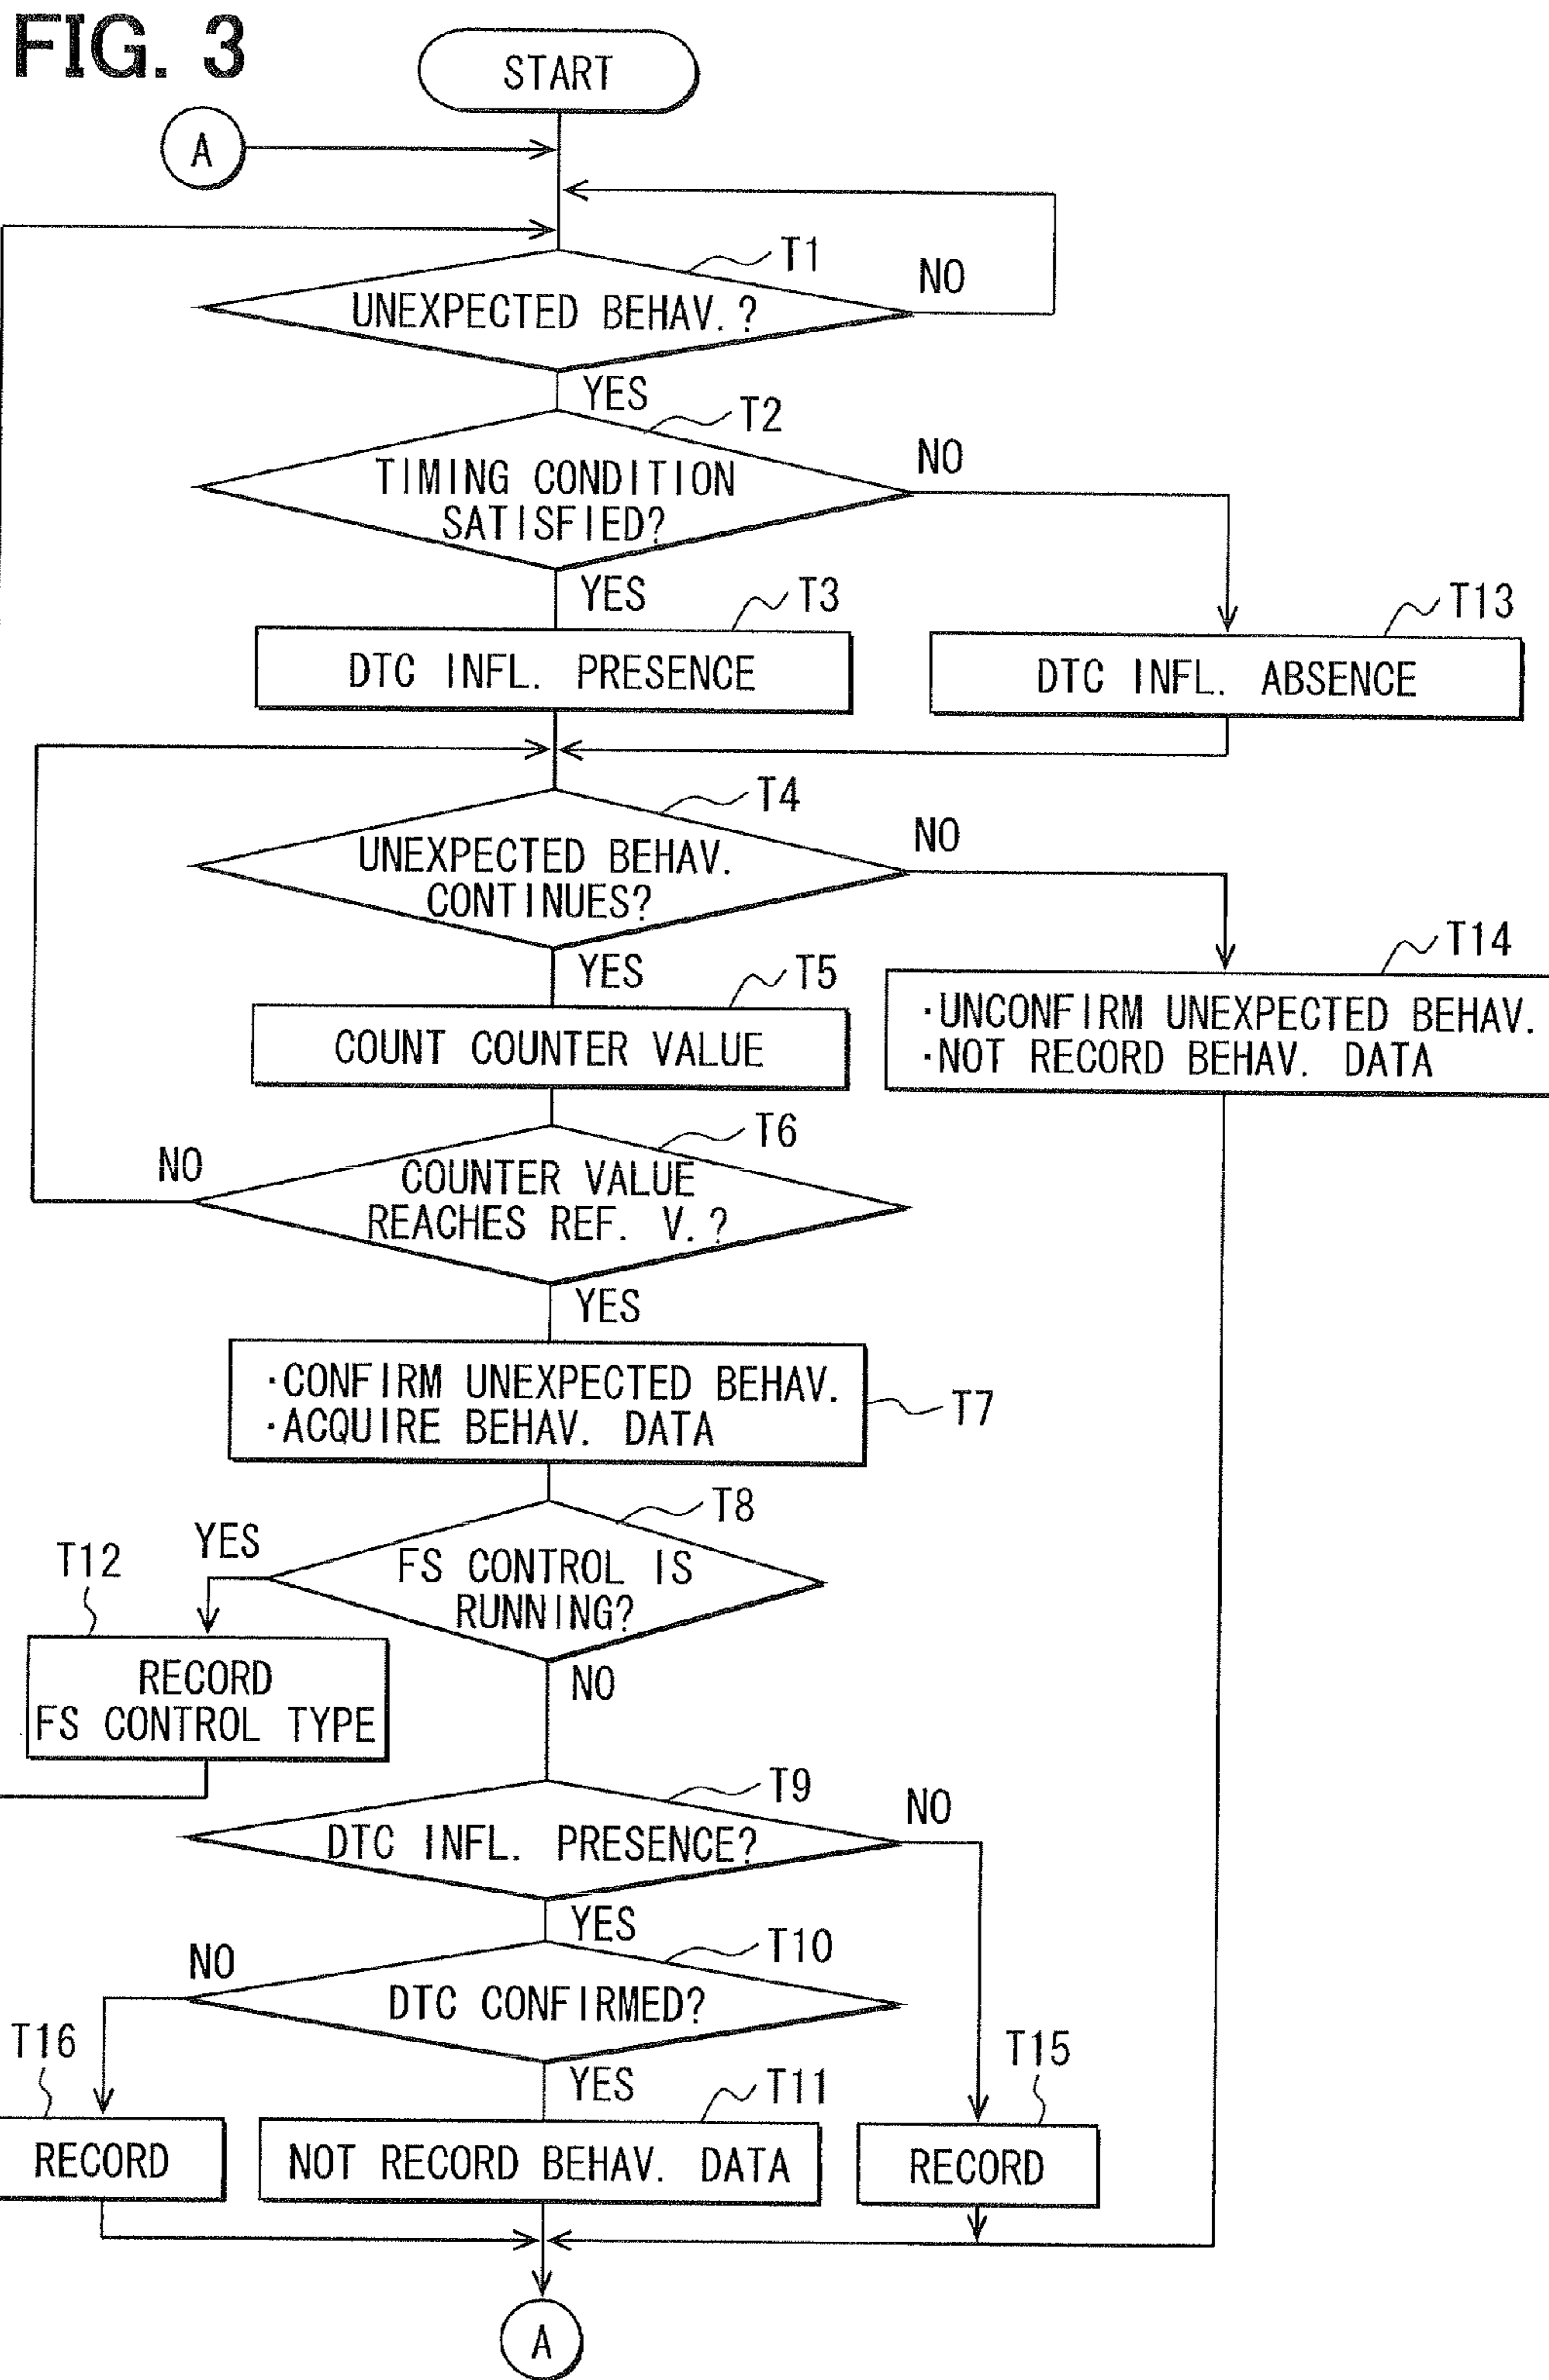 FIG. 3
START
A
T1
UNEXPECTED BEHAV.?
NO
YES
T2
TIMING CONDITION
SATISFIED?
NO
YES
T3
DTC INFL. PRESENCE
T13
DTC INFL. ABSENCE
T4
UNEXPECTED BEHAV.
CONTINUES?
NO
YES
T5
COUNT COUNTER VALUE
T14
·UNCONFIRM UNEXPECTED BEHAV.
·NOT RECORD BEHAV. DATA
T6
NO
COUNTER VALUE
REACHES REF. V.?
YES
·CONFIRM UNEXPECTED BEHAV.
·ACQUIRE BEHAV. DATA
T7
T8
YES
FS CONTROL IS
RUNNING?
NO
T12
RECORD
FS CONTROL TYPE
T9
DTC INFL. PRESENCE?
NO
YES
T10
NO
DTC CONFIRMED?
YES
T16
RECORD
T11
NOT RECORD BEHAV. DATA
T15
RECORD
A